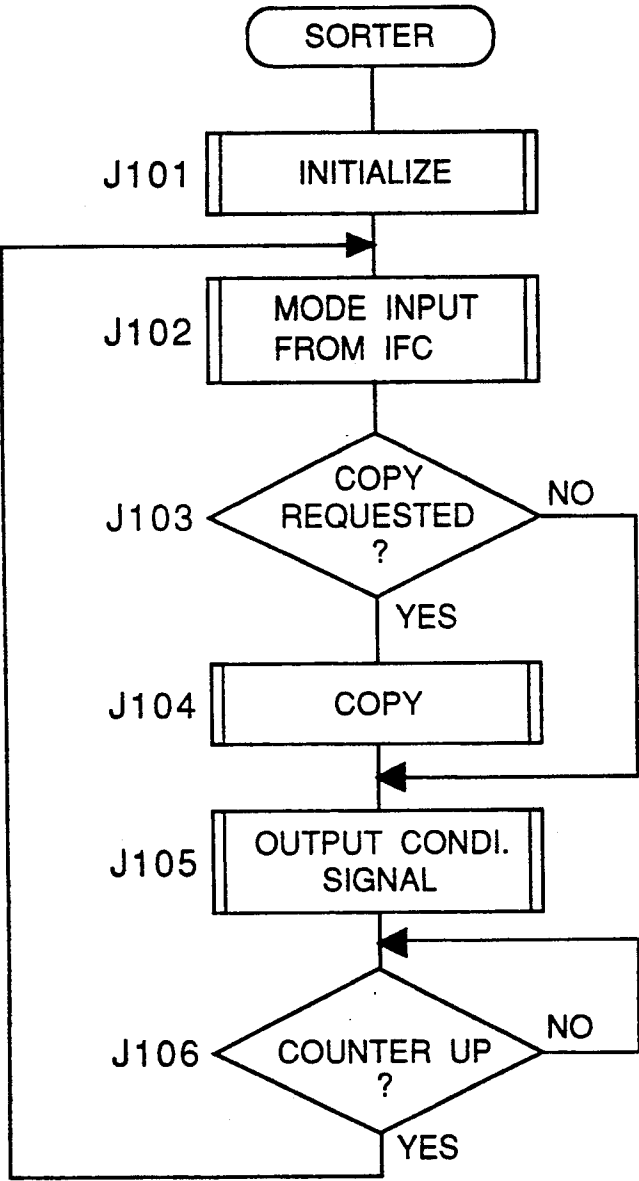 SORTER
J101
INITIALIZE
J102
MODE INPUT
FROM IFC
J103
COPY
REQUESTED
?
NO
YES
J104
COPY
J105
OUTPUT CONDI.
SIGNAL
J106
COUNTER UP
?
NO
YES